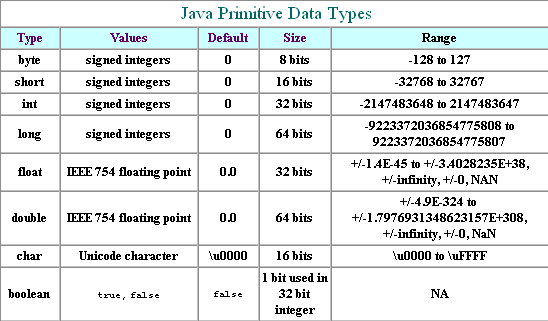 Java Primitive Data Types
Type Values Default Size Range
byte signed integers 0 8 bits -128 to 127
short signed integers 0 16 bits -32768 to 32767
int signed integers 0 32 bits -2147483648 to 2147483647
long signed integers 0 64 bits -9223372036854775808 to
9223372036854775807
float IEEE 754 floating point 0.0 32 bits +/-1.4E-45 to +/-3.4028235E+38,
+/-infinity, +/-0, NAN
double IEEE 754 floating point 0.0 64 bits +/-4.9E-324 to
+/-1.7976931348623157E+308,
+/-infinity, +/-0, NaN
char Unicode character \u0000 16 bits \u0000 to \uFFFF
boolean true, false false 1 bit used in
32 bit
integer NA